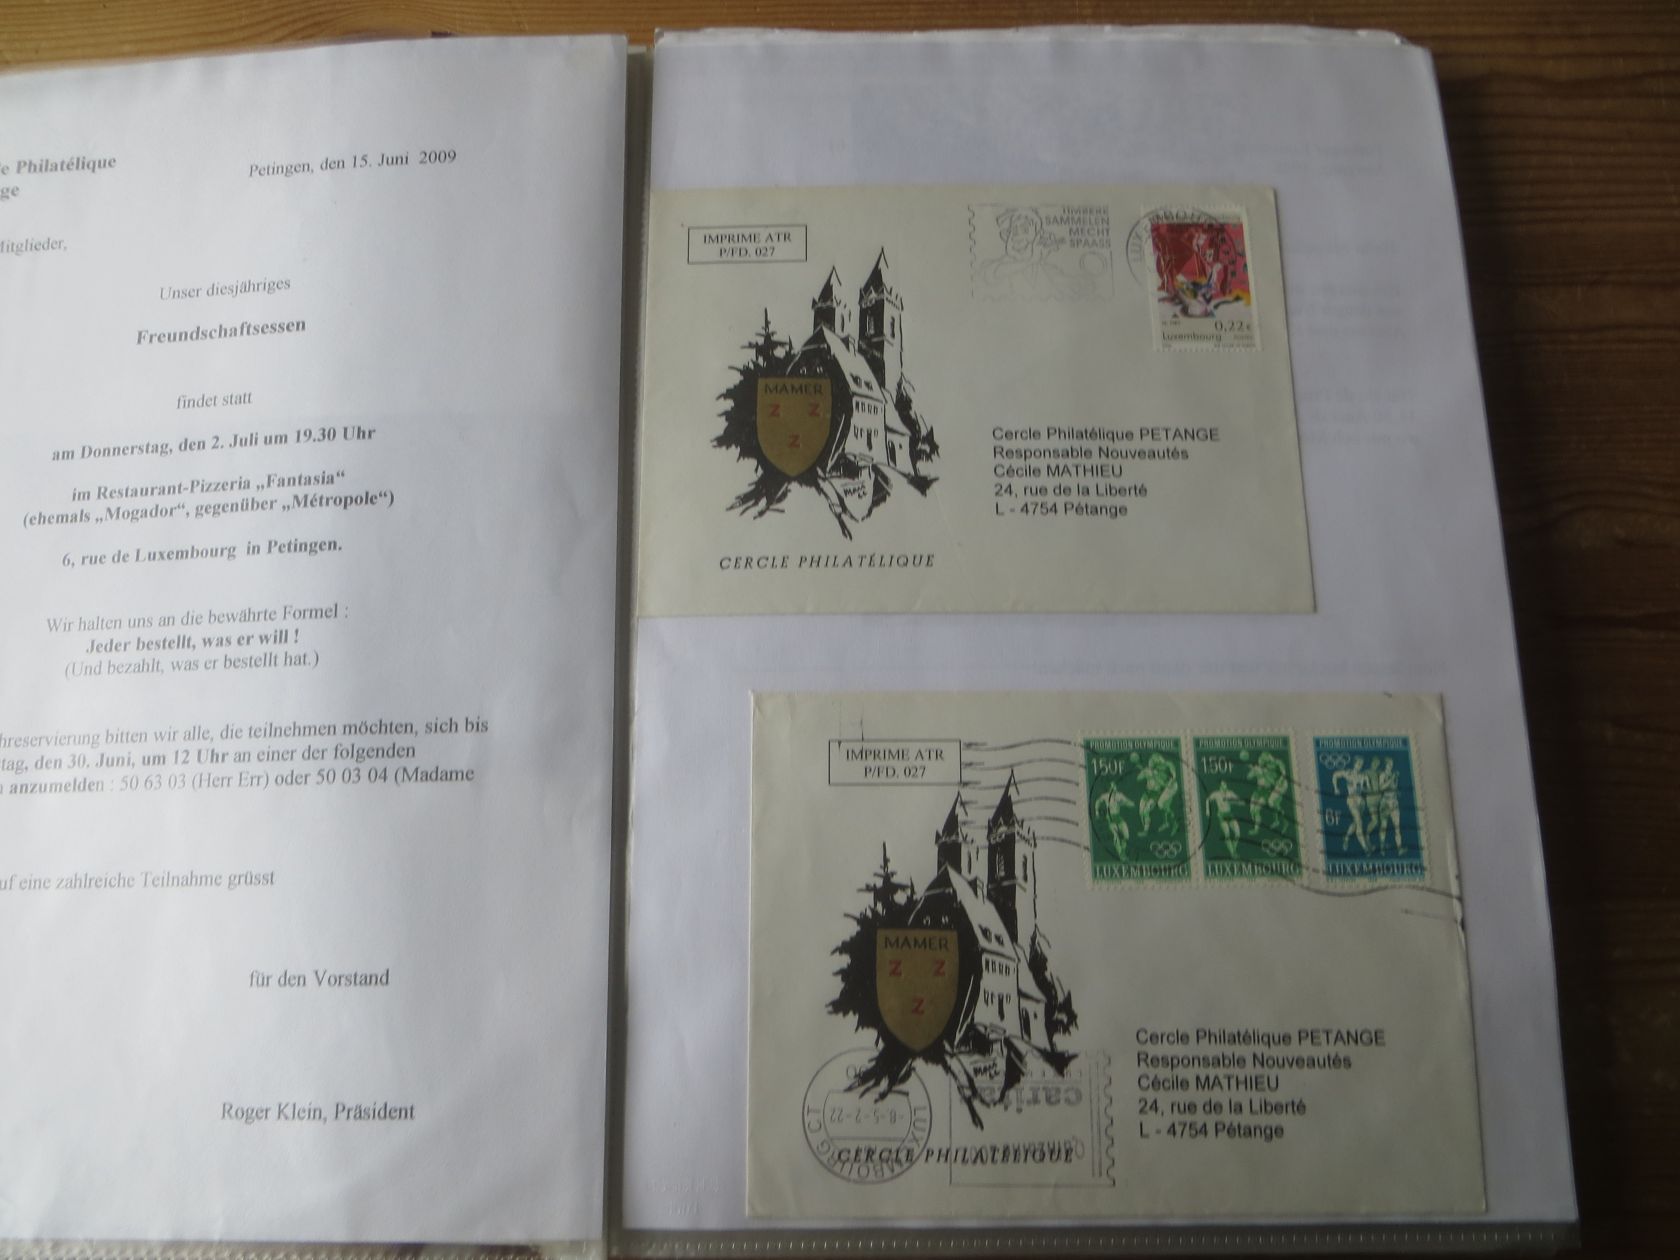 e Philatélique
ge
Petingen, den 15. Juni 2009
Mitglieder,
Unser diesjähriges
Freundschaftsessen
findet statt
am Donnerstag, den 2. Juli um 19.30 Uhr
im Restaurant-Pizzeria „Fantasia“
(ehemals „Mogador“, gegenüber „Métropole“)
6, rue de Luxembourg in Petingen.
Wir halten uns an die bewährte Formel :
Jeder bestellt, was er will !
(Und bezahlt, was er bestellt hat.)
hreservierung bitten wir alle, die teilnehmen möchten, sich bis
tag, den 30. Juni, um 12 Uhr an einer der folgenden
n anzumelden : 50 63 03 (Herr Err) oder 50 03 04 (Madame
uf eine zahlreiche Teilnahme grüsst
für den Vorstand
Roger Klein, Präsident
IMPRIME ATR
P/FD. 027
TIMBERE
SAMMELEN
MECHT
SPAASS
0,22€
Luxembourg
MAMER
Z Z
Z
CERCLE PHILATÉLIQUE
Cercle Philatélique PETANGE
Responsable Nouveautés
Cécile MATHIEU
24, rue de la Liberté
L - 4754 Pétange
IMPRIME ATR
P/FD. 027
PROMOTION OLYMPIQUE
1.50F
LUXEMBOURG
PROMOTION OLYMPIQUE
1.50F
LUXEMBOURG
PROMOTION OLYMPIQUE
6F
LUXEMBOURG
MAMER
Z Z
Z
CERCLE PHILATÉLIQUE
LUXEMBOURG CT
caritas
Cercle Philatélique PETANGE
Responsable Nouveautés
Cécile MATHIEU
24, rue de la Liberté
L - 4754 Pétange